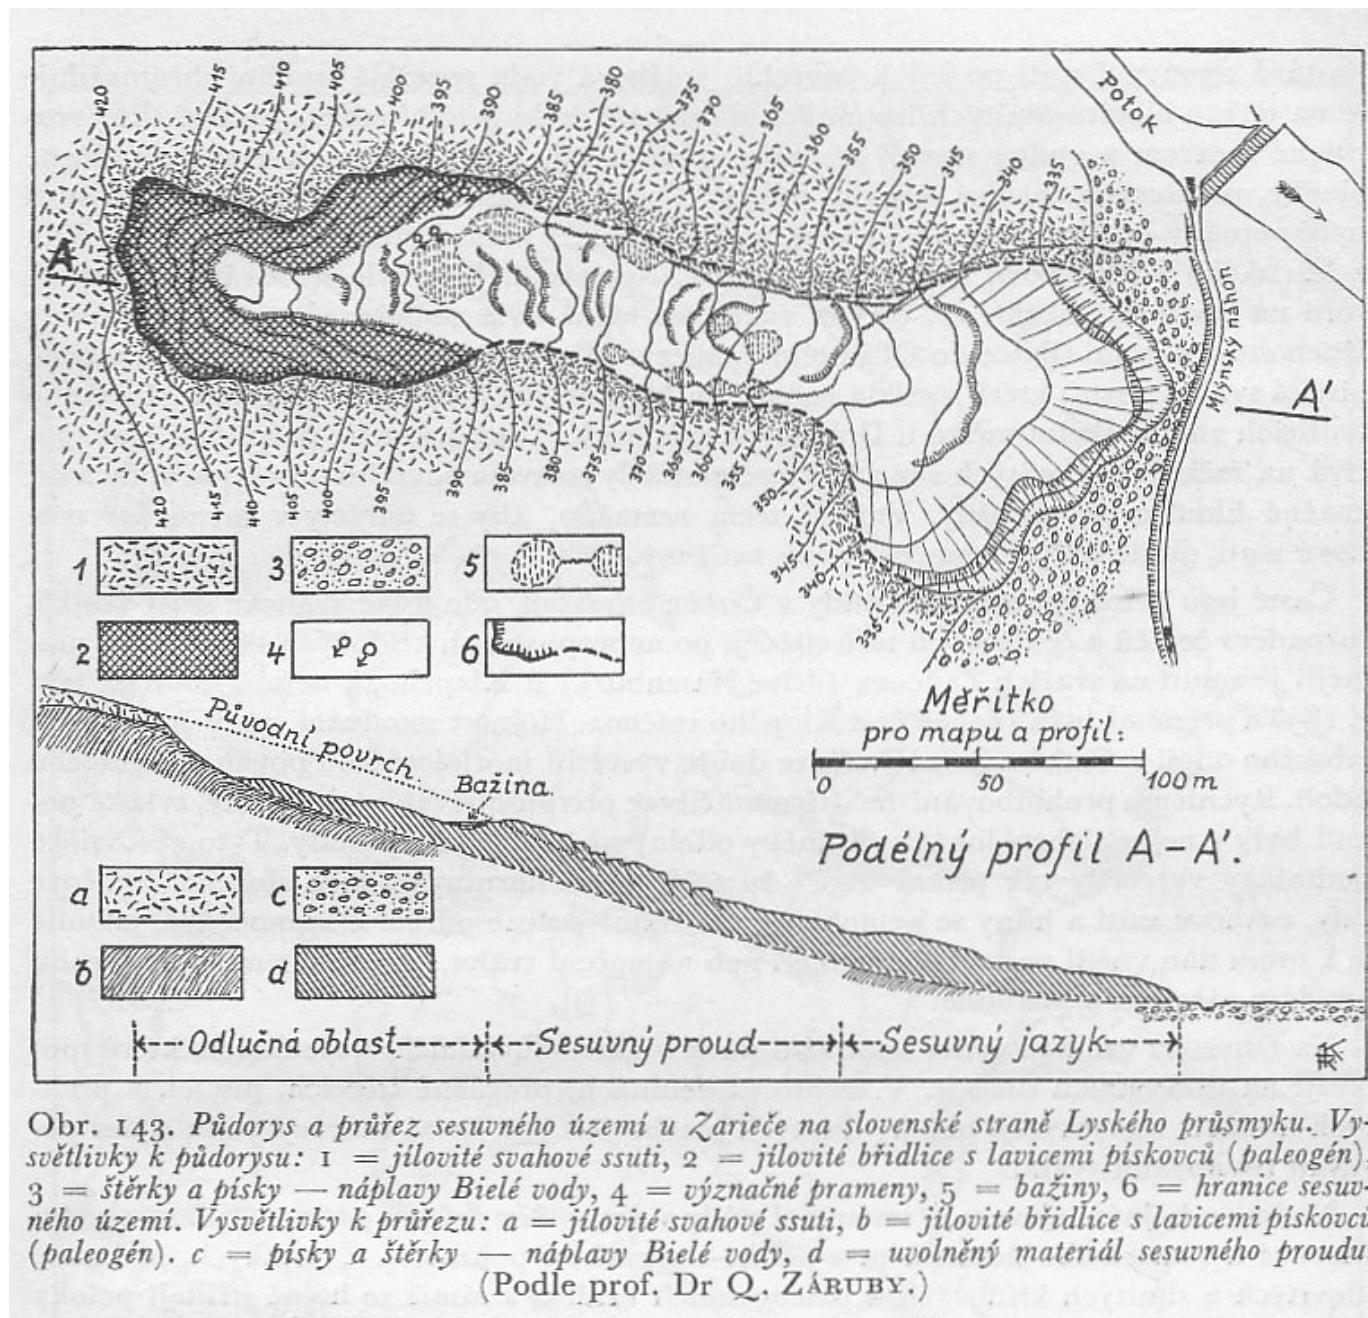 420 415 410 405 400 395 390 385 380 375 370 365 360 355 350 345 340 335
Potok
A
Mlýnský náhon
A'
420 415 410 405 400 395 390 385 380 375 370 365 360 355 350 345 340 335
1 3 5
2 4 6
Měřítko
pro mapu a profil:
0 50 100 m
Původní povrch
Bažina
Podélný profil A–A'.
a c
b d
Odlučná oblast Sesuvný proud Sesuvný jazyk
Obr. 143. Půdorys a průřez sesuvného území u Zarieče na slovenské straně Lyského průsmyku. Vy-
světlivky k půdorysu: 1 = jílovité svahové ssuti, 2 = jílovité břidlice s lavicemi pískovců (paleogén),
3 = štěrky a písky — náplavy Bielé vody, 4 = význačné prameny, 5 = bažiny, 6 = hranice sesuv-
ného území. Vysvětlivky k průřezu: a = jílovité svahové ssuti, b = jílovité břidlice s lavicemi pískovců
(paleogén). c = písky a štěrky — náplavy Bielé vody, d = uvolněný materiál sesuvného proudu.
(Podle prof. Dr Q. ZÁRUBY.)